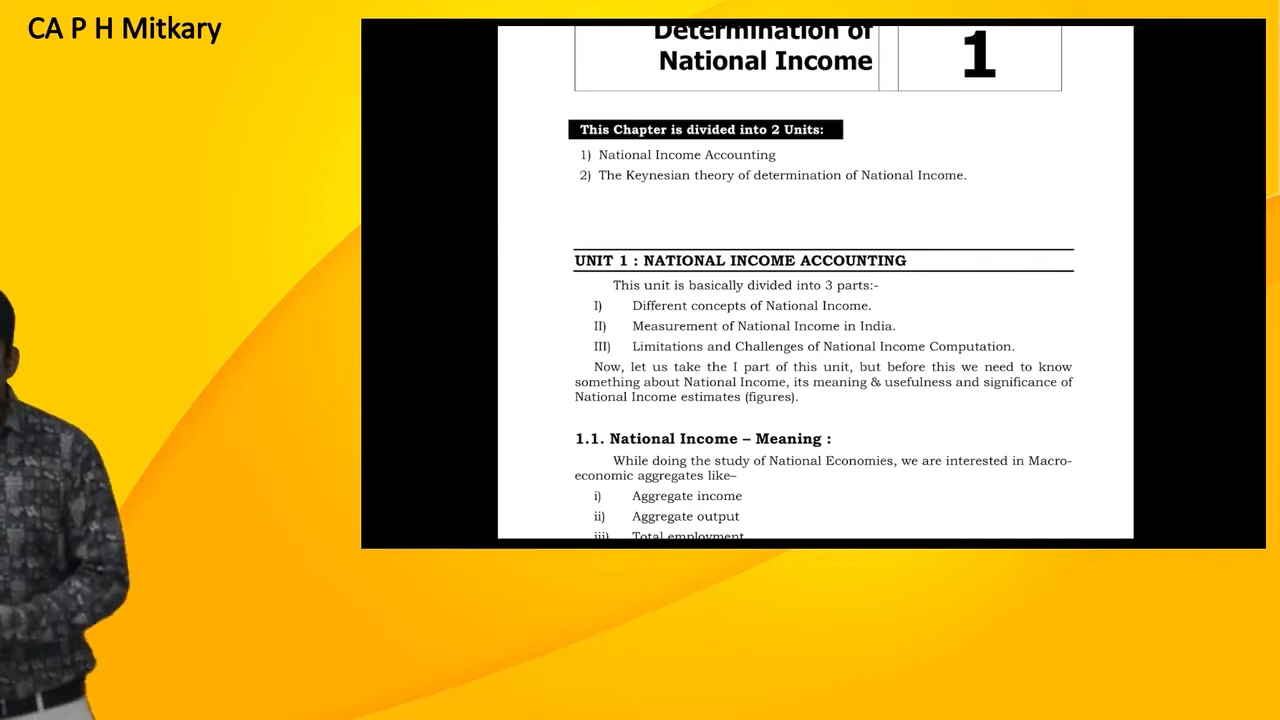 CA P H Mitkary
Determination of
National Income
1
This Chapter is divided into 2 Units:
1) National Income Accounting
2) The Keynesian theory of determination of National Income.
UNIT 1 : NATIONAL INCOME ACCOUNTING
This unit is basically divided into 3 parts:-
I) Different concepts of National Income.
II) Measurement of National Income in India.
III) Limitations and Challenges of National Income Computation.
Now, let us take the I part of this unit, but before this we need to know
something about National Income, its meaning & usefulness and significance of
National Income estimates (figures).
1.1. National Income – Meaning :
While doing the study of National Economies, we are interested in Macro-
economic aggregates like–
i) Aggregate income
ii) Aggregate output
iii) Total employment